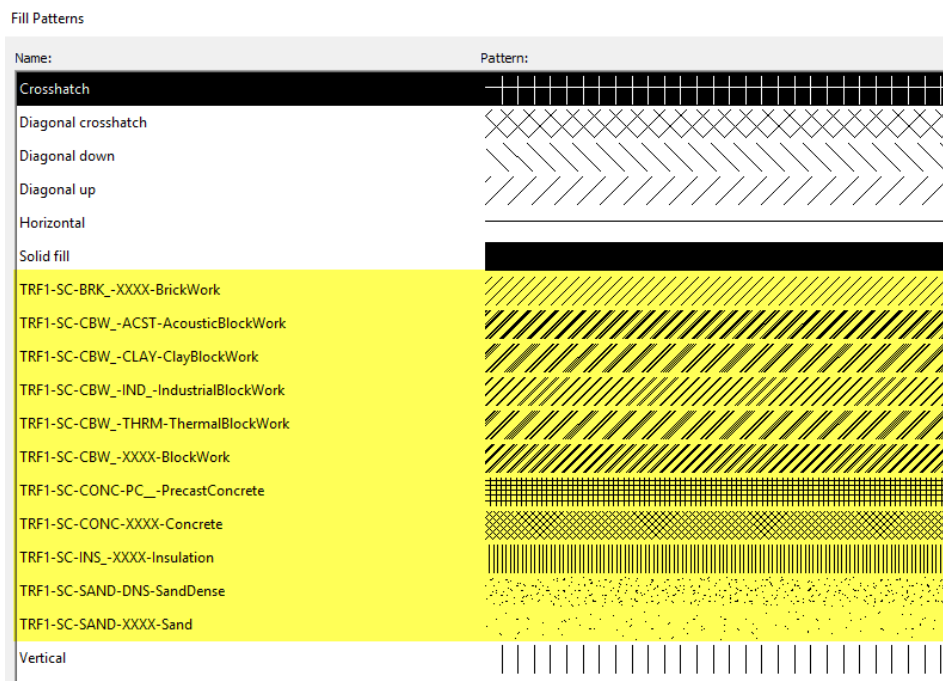 Fill Patterns
Name: Pattern:
Crosshatch
Diagonal crosshatch
Diagonal down
Diagonal up
Horizontal
Solid fill
TRF1-SC-BRK_-XXXX-BrickWork
TRF1-SC-CBW_-ACST-AcousticBlockWork
TRF1-SC-CBW_-CLAY-ClayBlockWork
TRF1-SC-CBW_-IND_-IndustrialBlockWork
TRF1-SC-CBW_-THRM-ThermalBlockWork
TRF1-SC-CBW_-XXXX-BlockWork
TRF1-SC-CONC-PC__-PrecastConcrete
TRF1-SC-CONC-XXXX-Concrete
TRF1-SC-INS_-XXXX-Insulation
TRF1-SC-SAND-DNS-SandDense
TRF1-SC-SAND-XXXX-Sand
Vertical